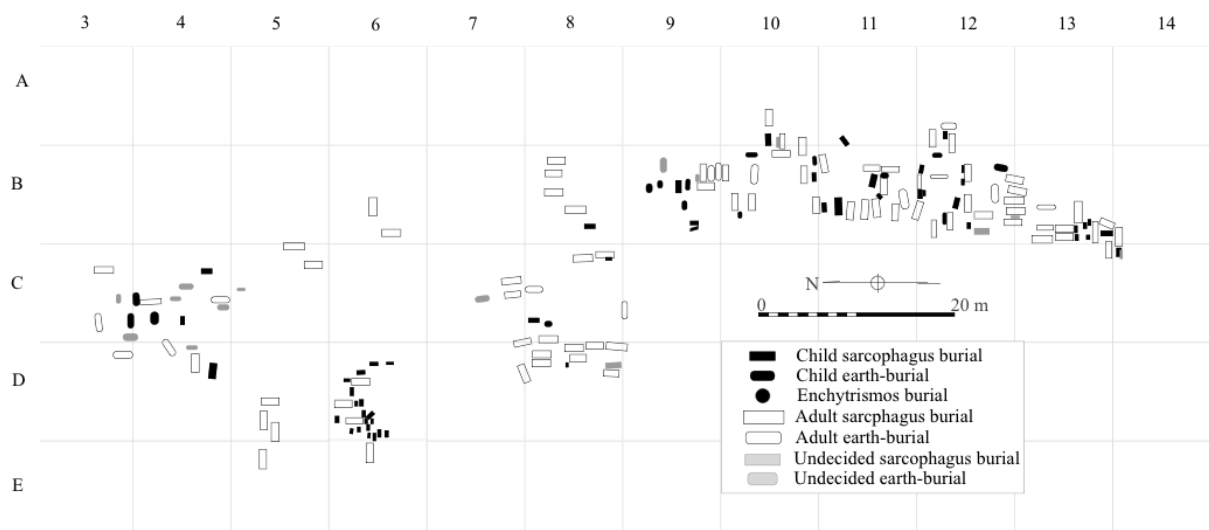 3 4 5 6 7 8 9 10 11 12 13 14
A
B
C
N
0 20 m
Child sarcophagus burial
D
Child earth-burial
Enchytrismos burial
Adult sarcphagus burial
Adult earth-burial
Undecided sarcophagus burial
E
Undecided earth-burial